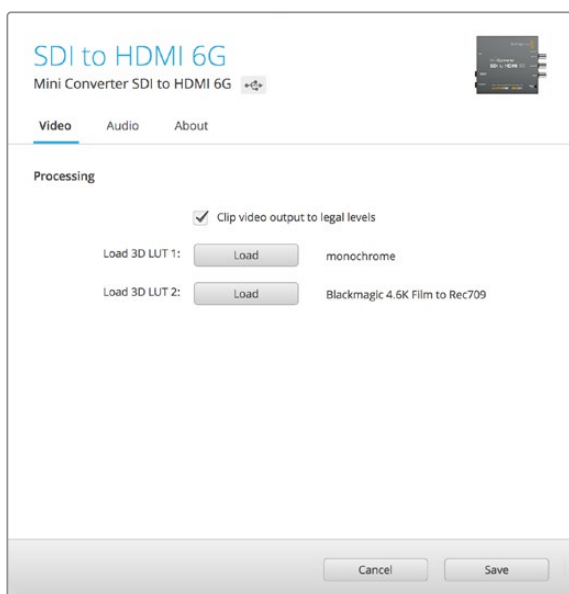 SDI to HDMI 6G
Mini Converter SDI to HDMI 6G
Video Audio About
Processing
Clip video output to legal levels
Load 3D LUT 1: Load monochrome
Load 3D LUT 2: Load Blackmagic 4.6K Film to Rec709
Cancel Save